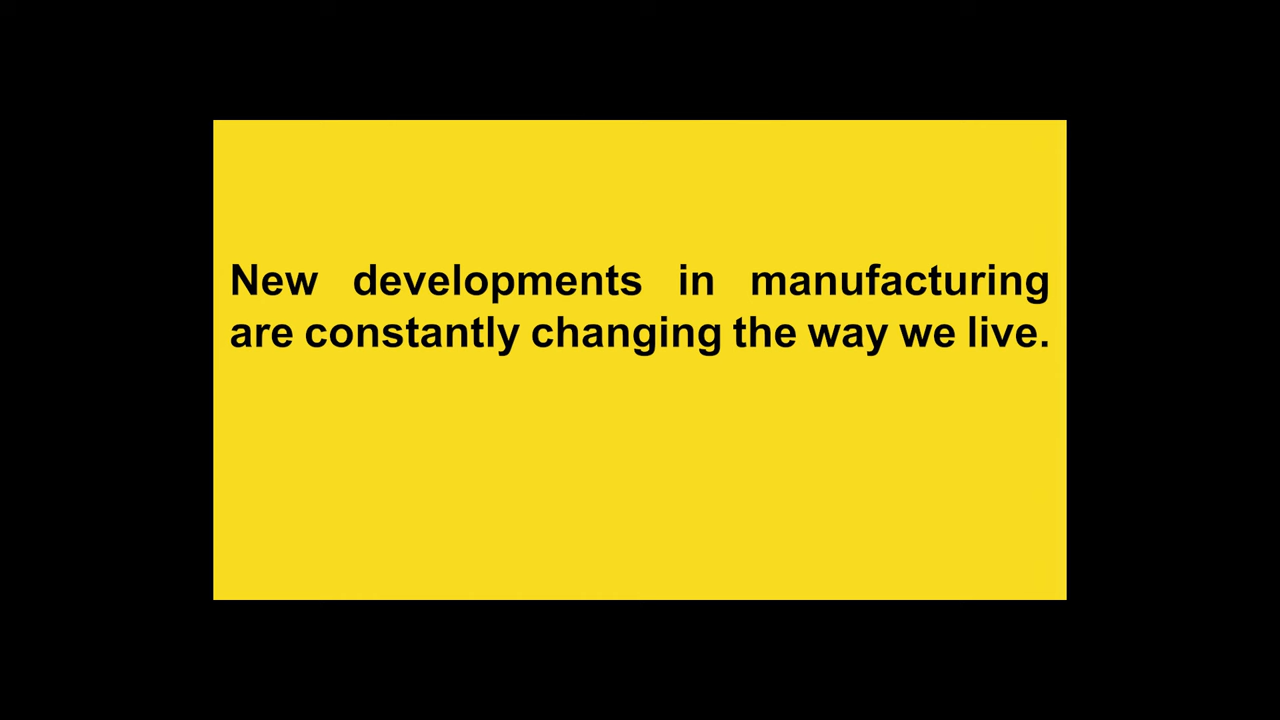 New developments in manufacturing
are constantly changing the way we live.